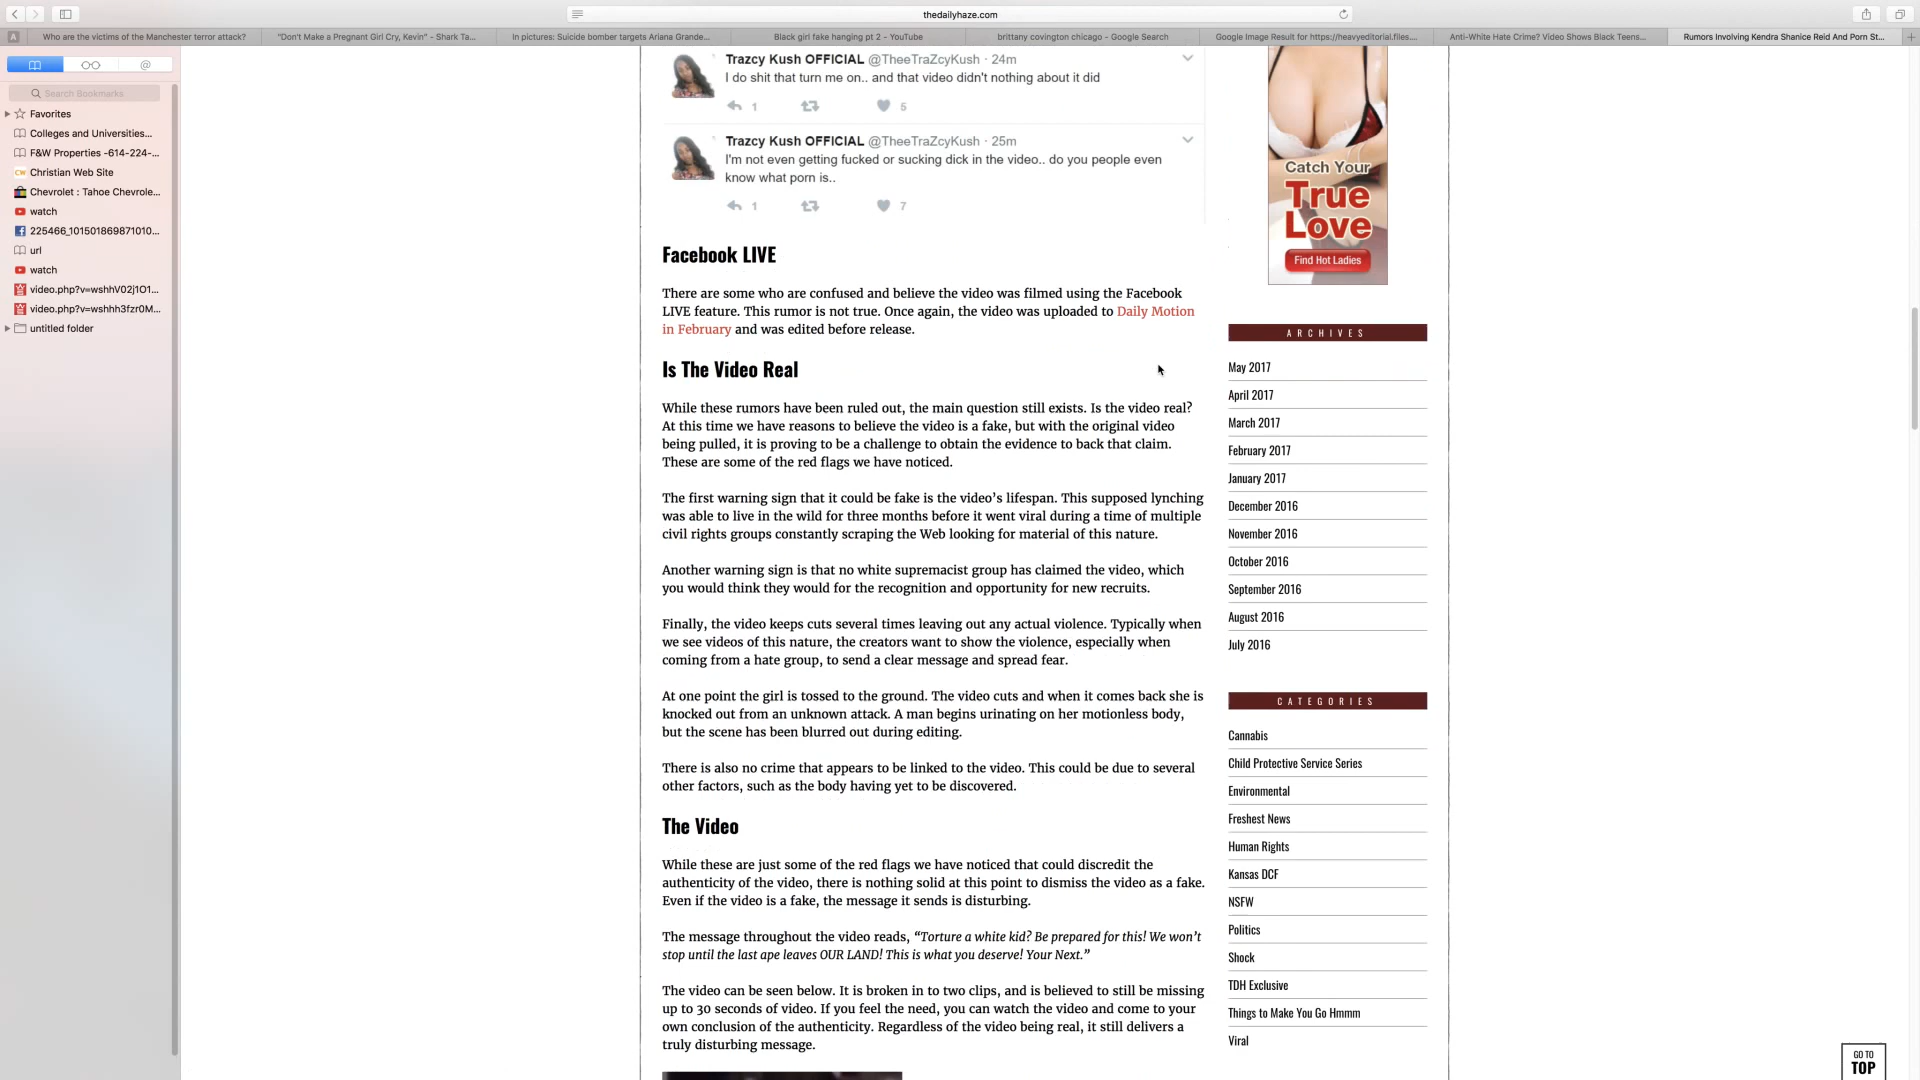 thedailyhaze.com
A
Who are the victims of the Manchester terror attack?
"Don't Make a Pregnant Girl Cry, Kevin" - Shark Ta...
In pictures: Suicide bomber targets Ariana Grande...
Black girl fake hanging pt 2 - YouTube
brittany covington chicago - Google Search
Google Image Result for https://heavyeditorial.files....
Anti-White Hate Crime? Video Shows Black Teens...
Rumors Involving Kendra Shanice Reid And Porn St...
Search Bookmarks
Favorites
Colleges and Universities...
F&W Properties -614-224-...
CW Christian Web Site
Chevrolet : Tahoe Chevrole...
watch
225466_101501869871010...
url
watch
video.php?v=wshhV02j1O1...
video.php?v=wshhh3fzr0M...
untitled folder
Trazcy Kush OFFICIAL @TheeTraZcyKush · 24m
I do shit that turn me on.. and that video didn't nothing about it did
1 5
Trazcy Kush OFFICIAL @TheeTraZcyKush · 25m
I'm not even getting fucked or sucking dick in the video.. do you people even
know what porn is..
1 7
Facebook LIVE
There are some who are confused and believe the video was filmed using the Facebook
LIVE feature. This rumor is not true. Once again, the video was uploaded to Daily Motion
in February and was edited before release.
Is The Video Real
While these rumors have been ruled out, the main question still exists. Is the video real?
At this time we have reasons to believe the video is a fake, but with the original video
being pulled, it is proving to be a challenge to obtain the evidence to back that claim.
These are some of the red flags we have noticed.
The first warning sign that it could be fake is the video's lifespan. This supposed lynching
was able to live in the wild for three months before it went viral during a time of multiple
civil rights groups constantly scraping the Web looking for material of this nature.
Another warning sign is that no white supremacist group has claimed the video, which
you would think they would for the recognition and opportunity for new recruits.
Finally, the video keeps cuts several times leaving out any actual violence. Typically when
we see videos of this nature, the creators want to show the violence, especially when
coming from a hate group, to send a clear message and spread fear.
At one point the girl is tossed to the ground. The video cuts and when it comes back she is
knocked out from an unknown attack. A man begins urinating on her motionless body,
but the scene has been blurred out during editing.
There is also no crime that appears to be linked to the video. This could be due to several
other factors, such as the body having yet to be discovered.
The Video
While these are just some of the red flags we have noticed that could discredit the
authenticity of the video, there is nothing solid at this point to dismiss the video as a fake.
Even if the video is a fake, the message it sends is disturbing.
The message throughout the video reads, “Torture a white kid? Be prepared for this! We won't
stop until the last ape leaves OUR LAND! This is what you deserve! Your Next.”
The video can be seen below. It is broken in to two clips, and is believed to still be missing
up to 30 seconds of video. If you feel the need, you can watch the video and come to your
own conclusion of the authenticity. Regardless of the video being real, it still delivers a
truly disturbing message.
Catch Your
True
Love
Find Hot Ladies
ARCHIVES
May 2017
April 2017
March 2017
February 2017
January 2017
December 2016
November 2016
October 2016
September 2016
August 2016
July 2016
CATEGORIES
Cannabis
Child Protective Service Series
Environmental
Freshest News
Human Rights
Kansas DCF
NSFW
Politics
Shock
TDH Exclusive
Things to Make You Go Hmmm
Viral
GO TO
TOP